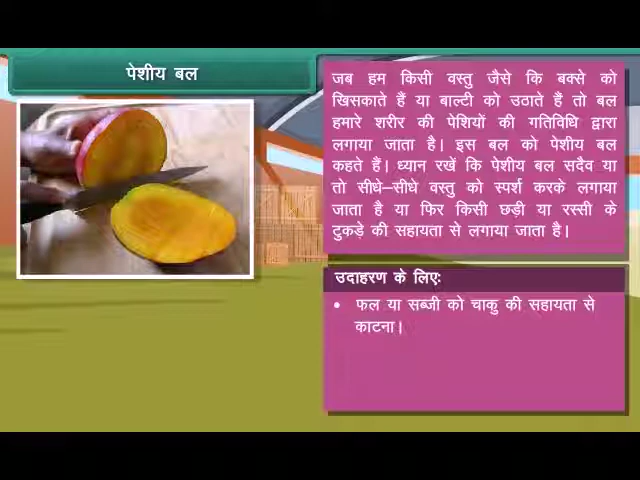 पेशीय बल
जब हम किसी वस्तु जैसे कि बक्से को
खिसकाते हैं या बाल्टी को उठाते हैं तो बल
हमारे शरीर की पेशियों की गतिविधि द्वारा
लगाया जाता है। इस बल को पेशीय बल
कहते हैं। ध्यान रखें कि पेशीय बल सदैव या
तो सीधे–सीधे वस्तु को स्पर्श करके लगाया
जाता है या फिर किसी छड़ी या रस्सी के
टुकड़े की सहायता से लगाया जाता है।
उदाहरण के लिएः
• फल या सब्जी को चाकु की सहायता से
काटना।